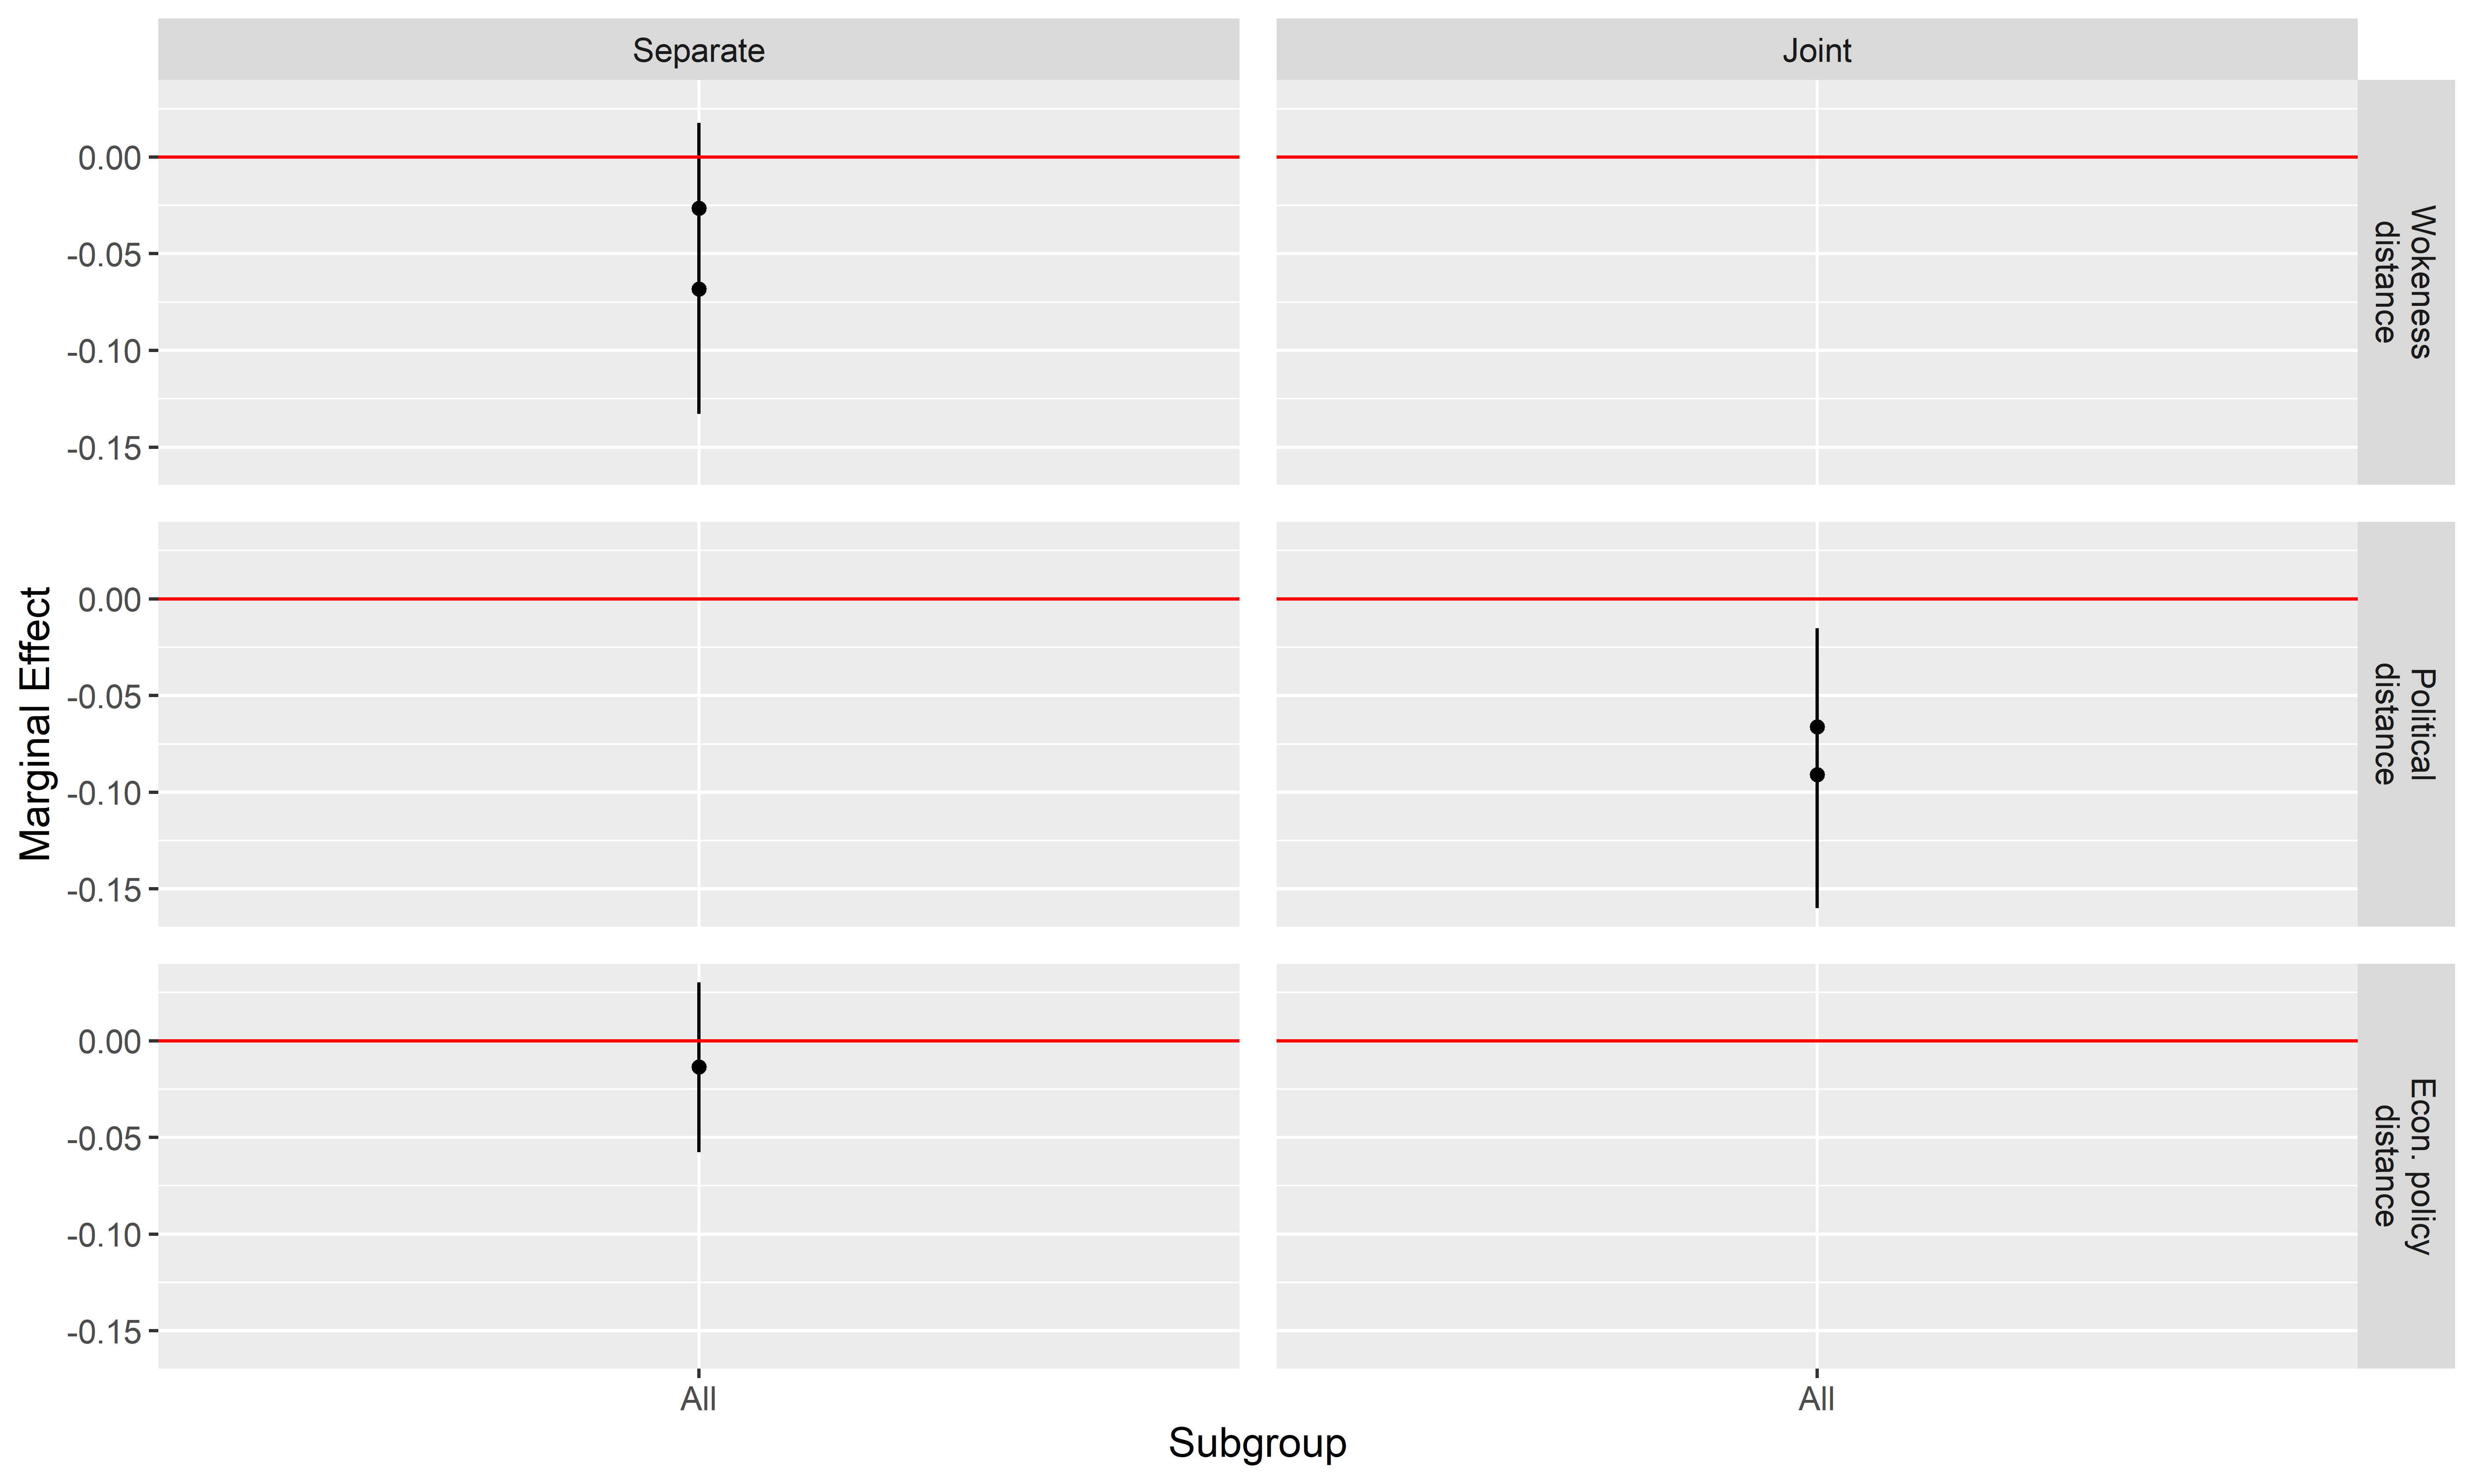 Separate
Joint
0.00
-0.05
-0.10
-0.15
Wokeness
distance
Marginal Effect
0.00
-0.05
-0.10
-0.15
Political
distance
0.00
-0.05
-0.10
-0.15
Econ. policy
distance
All
All
Subgroup